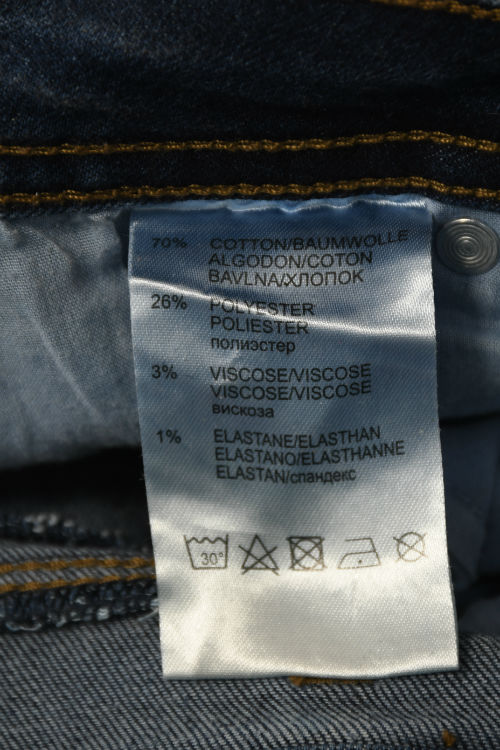 70% COTTON/BAUMWOLLE
ALGODON/COTON
BAVLNA/ХЛОПОК
26% POLYESTER
POLIESTER
полиэстер
3% VISCOSE/VISCOSE
VISCOSE/VISCOSE
вискоза
1% ELASTANE/ELASTHAN
ELASTANO/ELASTHANNE
ELASTAN/спандекс
30°